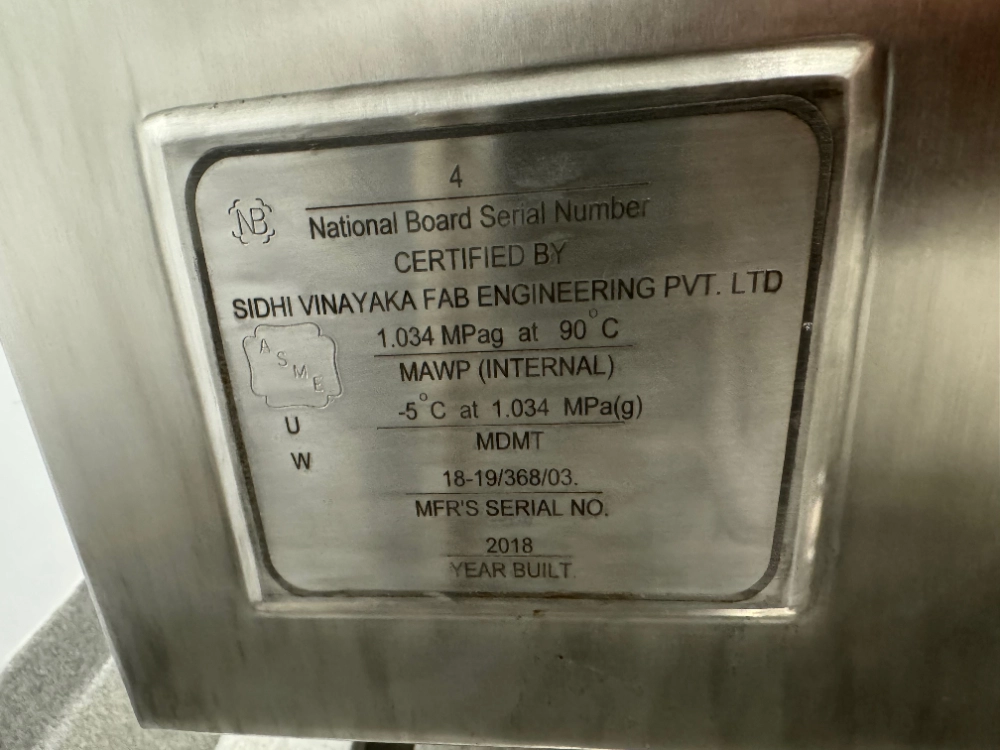 4
NB
National Board Serial Number
CERTIFIED BY
SIDHI VINAYAKA FAB ENGINEERING PVT. LTD
ASME
1.034 MPag at 90°C
MAWP (INTERNAL)
-5°C at 1.034 MPa(g)
U
MDMT
W
18-19/368/03.
MFR'S SERIAL NO.
2018
YEAR BUILT